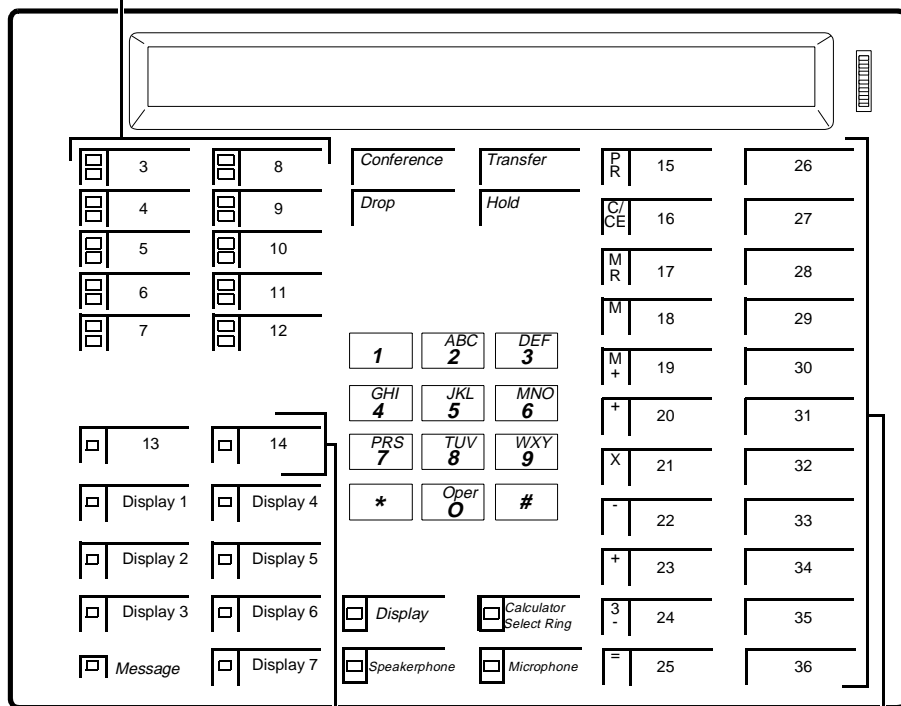 3
8
4
9
5
10
6
11
7
12
Conference
Transfer
Drop
Hold
1
ABC
2
DEF
3
GHI
4
JKL
5
MNO
6
PRS
7
TUV
8
WXY
9
*
Oper
O
#
13
14
Display 1
Display 4
Display 2
Display 5
Display 3
Display 6
Message
Display 7
Display
Calculator
Select Ring
Speakerphone
Microphone
P
R
15
26
C/
CE
16
27
M
R
17
28
M
18
29
M
+
19
30
+
20
31
X
21
32
-
22
33
+
23
34
3
-
24
35
=
25
36